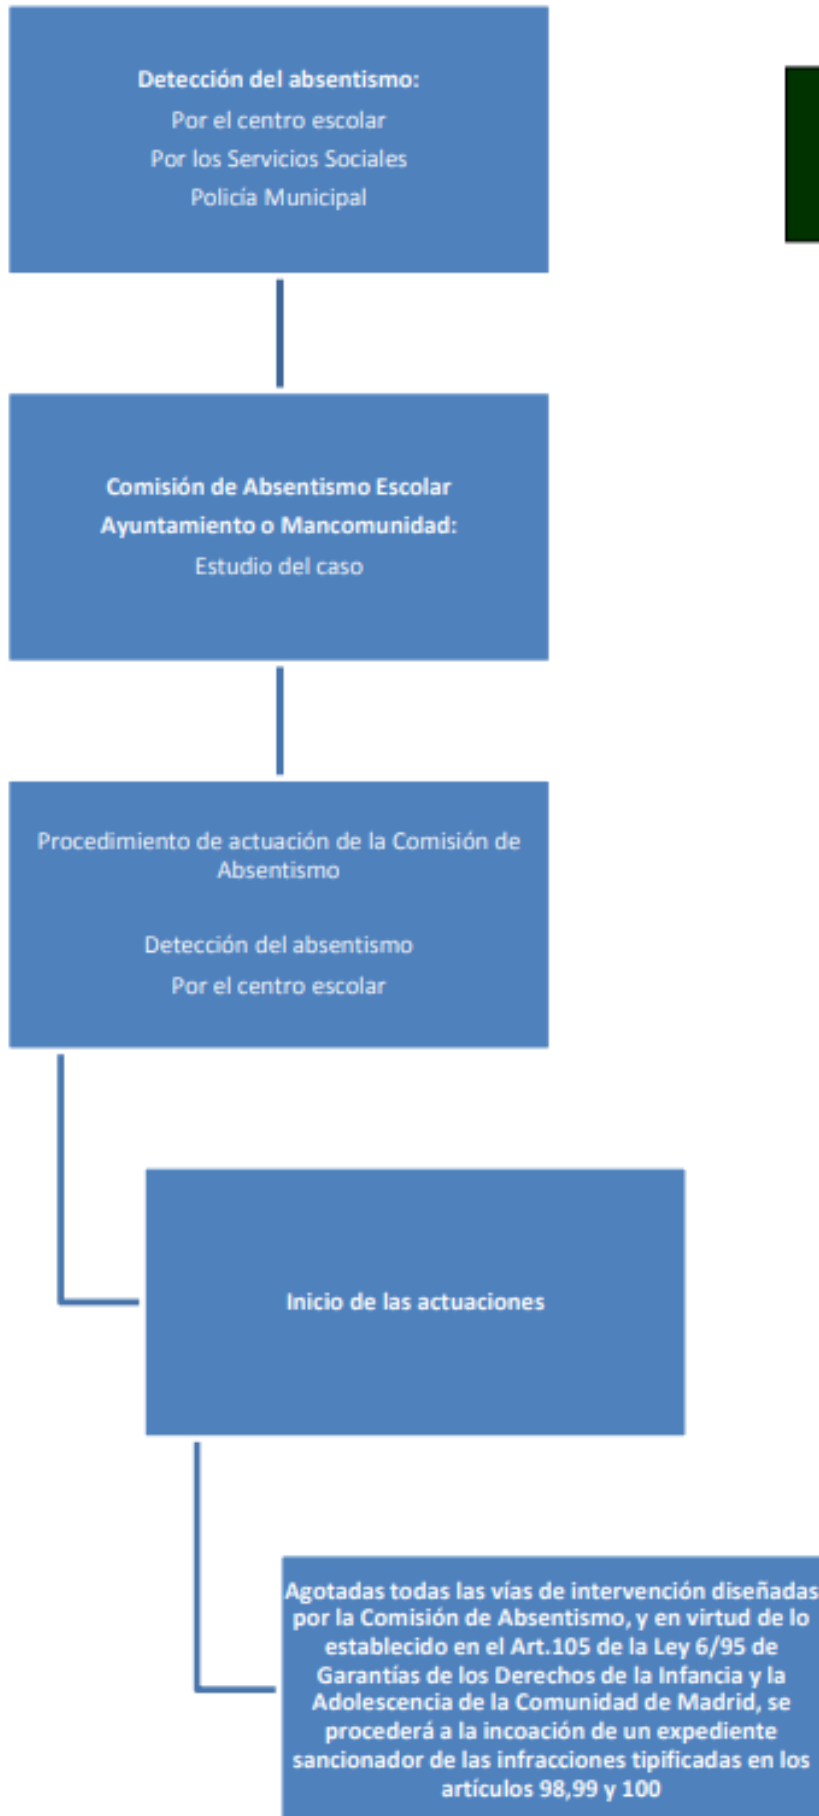 Detección del absentismo:
Por el centro escolar
Por los Servicios Sociales
Policía Municipal
Comisión de Absentismo Escolar
Ayuntamiento o Mancomunidad:
Estudio del caso
Procedimiento de actuación de la Comisión de
Absentismo
Detección del absentismo
Por el centro escolar
Inicio de las actuaciones
Agotadas todas las vías de intervención diseñadas
por la Comisión de Absentismo, y en virtud de lo
establecido en el Art.105 de la Ley 6/95 de
Garantías de los Derechos de la Infancia y la
Adolescencia de la Comunidad de Madrid, se
procederá a la incoación de un expediente
sancionador de las infracciones tipificadas en los
artículos 98,99 y 100